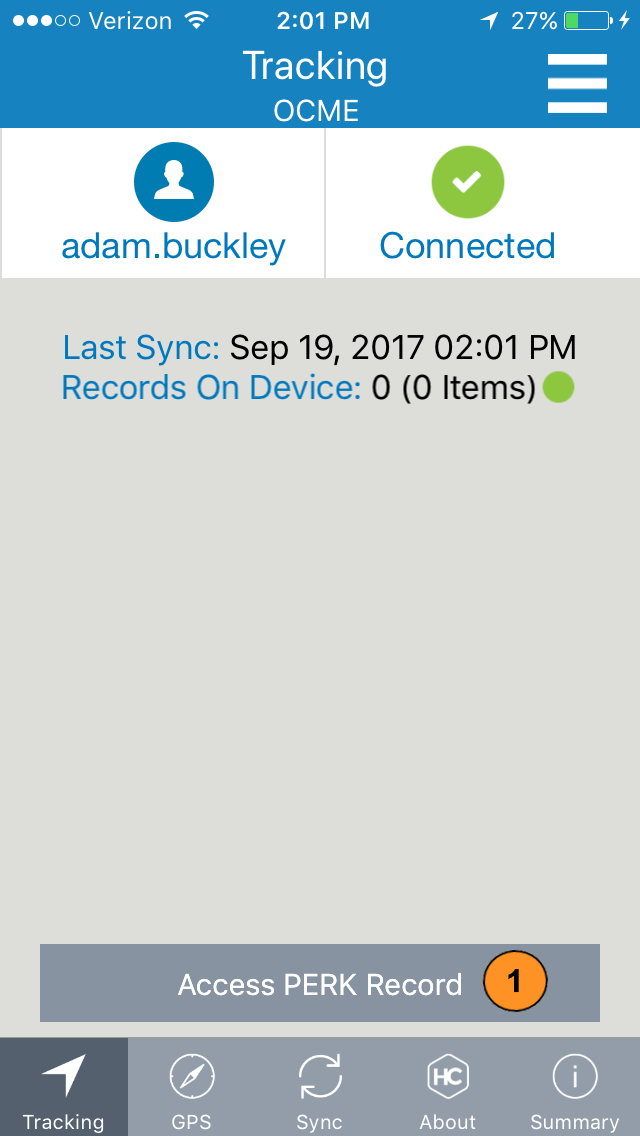 Verizon 2:01 PM 27%
Tracking
OCME
adam.buckley Connected
Last Sync: Sep 19, 2017 02:01 PM
Records On Device: 0 (0 Items)
Access PERK Record 1
HC
Tracking GPS Sync About Summary